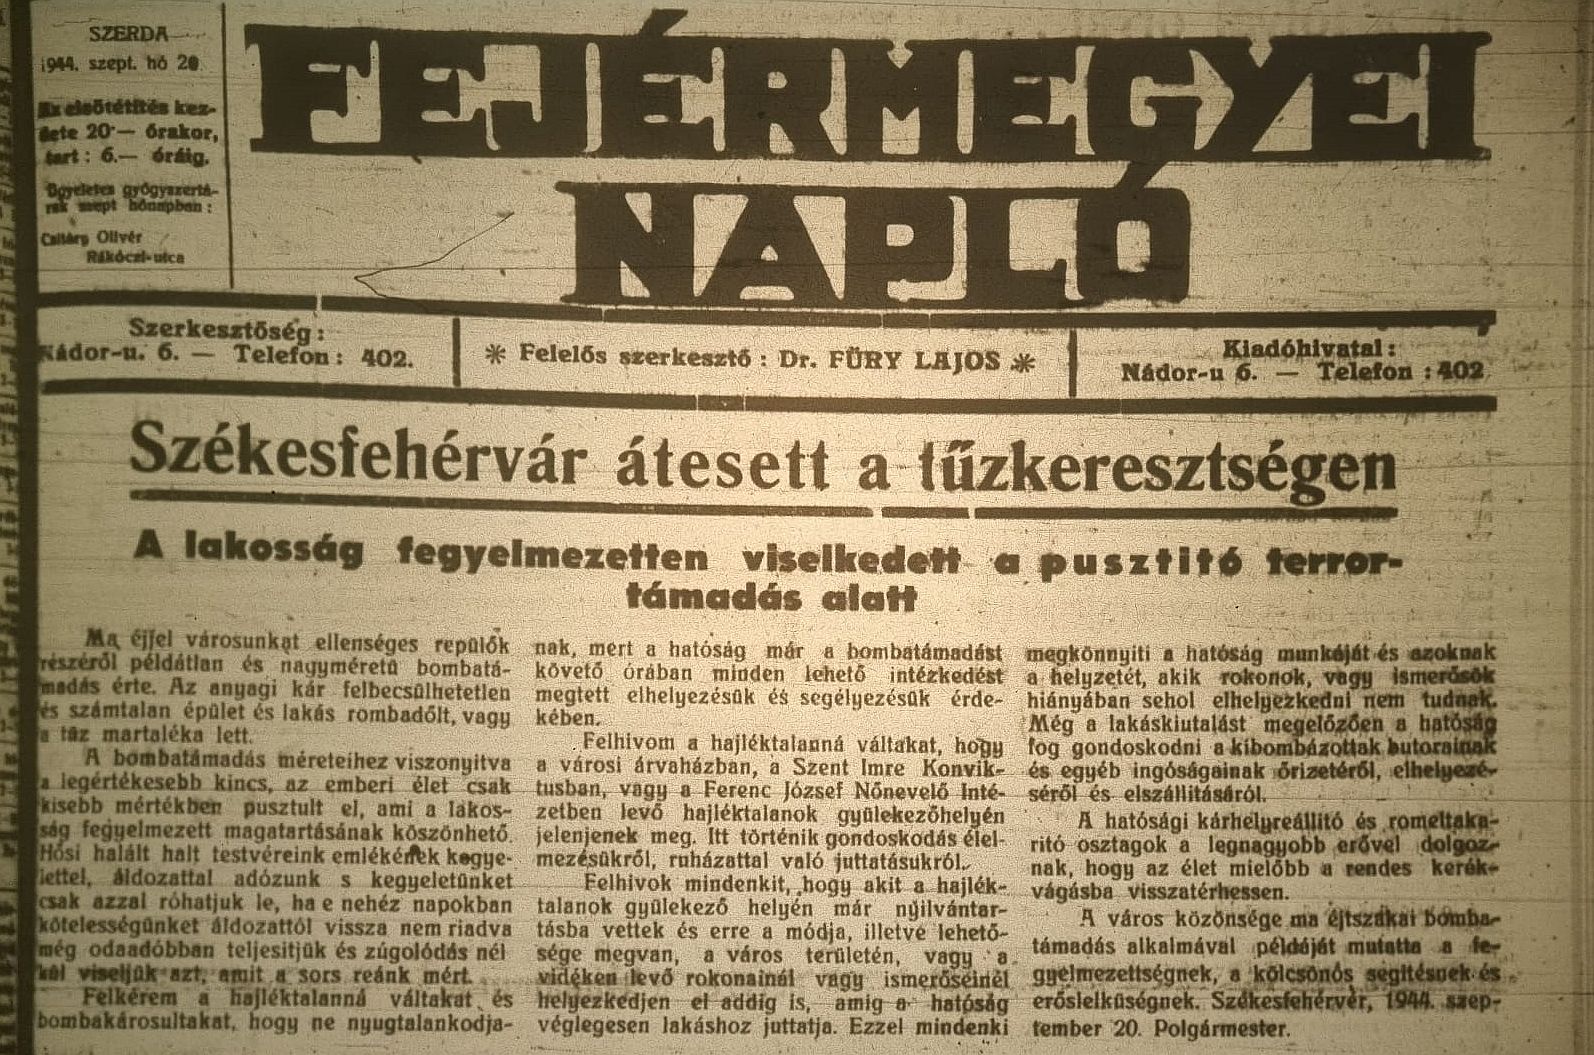 SZERDA
1944. szept. hó 20
Az elsötétítés kez-
dete 20 — órakor,
tart : 6.— óráig.
Ügyeletes gyógyszertá-
rak szept hónapban :
Csitáry Olivér
Rákóczi-utca
FEJÉRMEGYEI
NAPLÓ
Szerkesztőség :
Nádor-u. 6. — Telefon : 402.
Felelős szerkesztő : Dr. FŰRY LAJOS
Kiadóhivatal :
Nádor-u 6. — Telefon : 402
Székesfehérvár átesett a tűzkeresztségen
A lakosság fegyelmezetten viselkedett a pusztitó terror-
támadás alatt
Ma éjfel városunkat ellenséges repülők
részéről példátlan és nagyméretű bombatá-
madás érte. Az anyagi kár felbecsülhetetlen
és számtalan épület és lakás rombadőlt, vagy
a tűz martaléka lett.
A bombatámadás méreteihez viszonyitva
a legértékesebb kincs, az emberi élet csak
kisebb mértékben pusztult el, ami a lakos-
ság fegyelmezett magatartásának köszönhető.
Hősi halált halt testvéreink emlékének kegye-
lettel, áldozattal adózunk s kegyeletünket
csak azzal róhatjuk le, ha e nehéz napokban
kötelességünket áldozattól vissza nem riadva
még odaadóbban teljesitjük és zúgolódás nél
kül viseljük azt, amit a sors reánk mért.
Felkérem a hajléktalanná váltakat és
bombakárosultakat, hogy ne nyugtalankodja-
nak, mert a hatóság már a bombatámadást
követő órában minden lehető intézkedést
megtett elhelyezésük és segélyezésük érde-
kében.
Felhivom a hajléktalanná váltakat, hogy
a városi árvaházban, a Szent Imre Konvik-
tusban, vagy a Ferenc József Nőnevelő Inté-
zetben levő hajléktalanok gyülekezőhelyén
jelenjenek meg. Itt történik gondoskodás élel-
mezésükről, ruházattal való juttatásukról.
Felhivok mindenkit, hogy akit a hajlék-
talanok gyülekező helyén már nyilvántar-
tásba vettek és erre a módja, illetve lehető-
sége megvan, a város területén, vagy a
vidéken levő rokonainál vagy ismerőseinél
helyezkedjen el addig is, amig a hatóság
véglegesen lakáshoz juttatja. Ezzel mindenki
megkönnyiti a hatóság munkáját és azoknak
a helyzetét, akik rokonok, vagy ismerősök
hiányában sehol elhelyezkedni nem tudnak.
Még a lakáskiutalást megelőzően a hatóság
fog gondoskodni a kibombázottak butorainak
és egyéb ingóságainak őrizetéről, elhelyezé-
séről és elszállitásáról.
A hatósági kárhelyreállitó és romeltaka-
ritó osztagok a legnagyobb erővel dolgoz-
nak, hogy az élet mielőbb a rendes kerék-
vágásba visszatérhessen.
A város közönsége ma éjtszakai bomba-
támadás alkalmával példáját mutatta a fe-
gyelmezettségnek, a kölcsönös segitésnek és
erőslelküségnek. Székesfehérvér, 1944. szep-
tember 20. Polgármester.